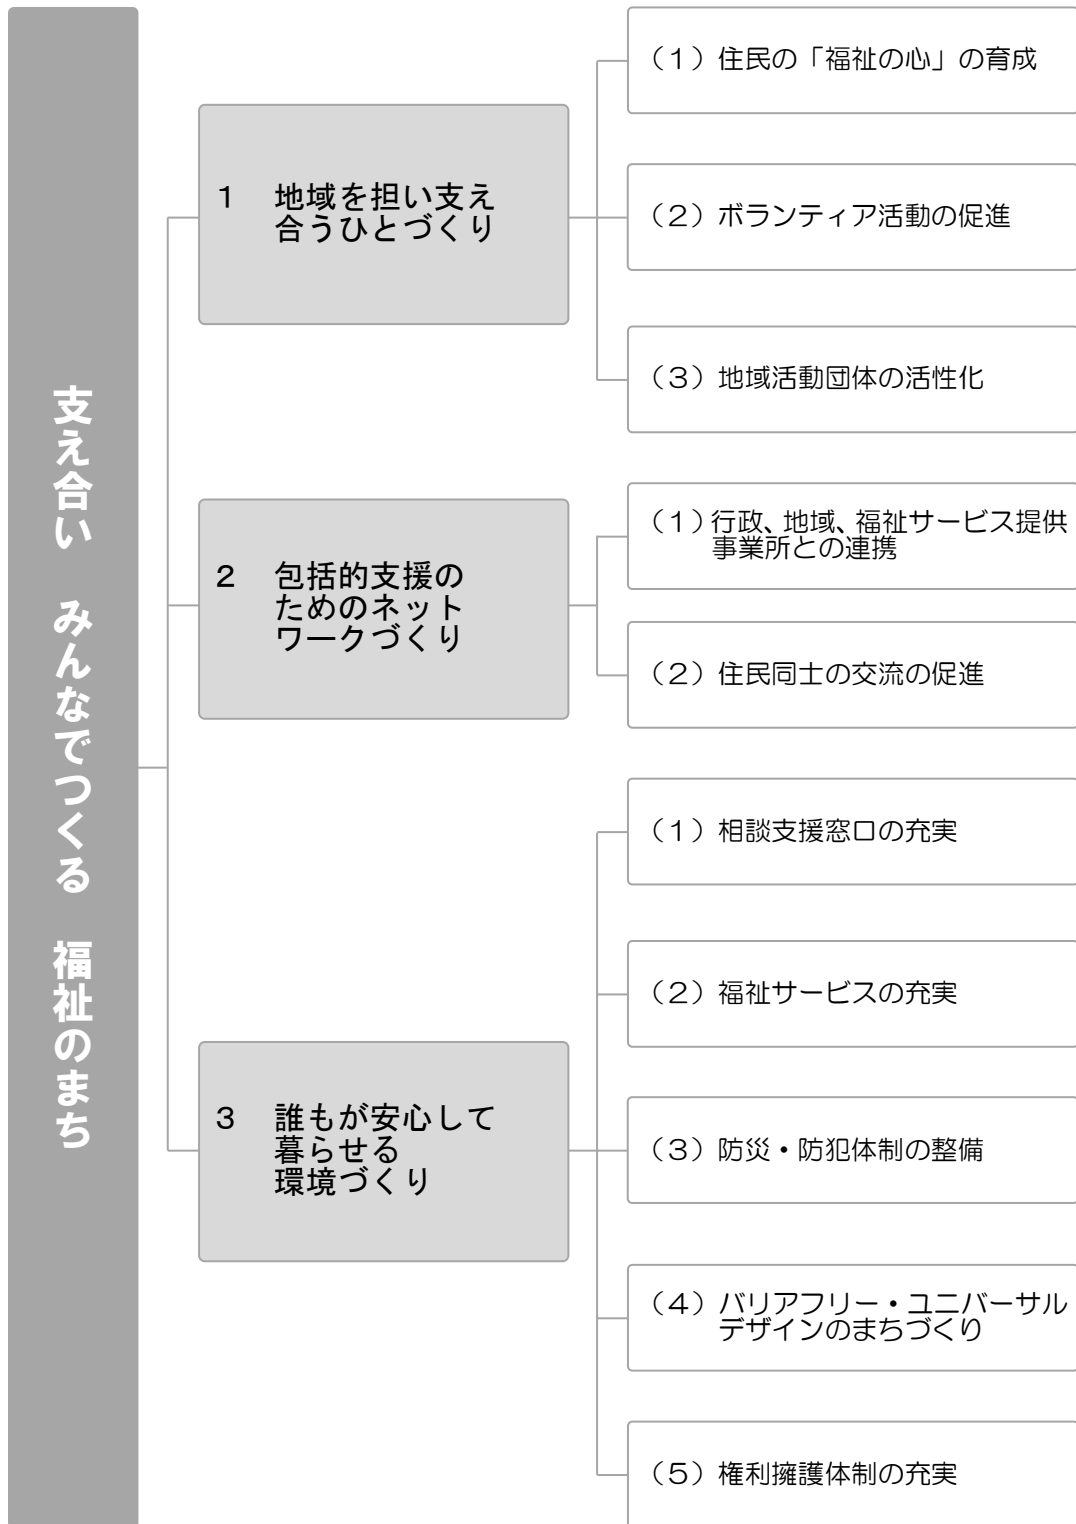 支え合い　みんなでつくる　福祉のまち
１　地域を担い支え
合うひとづくり
（１）住民の「福祉の心」の育成
（２）ボランティア活動の促進
（３）地域活動団体の活性化
２　包括的支援の
ためのネット
ワークづくり
（１）行政、地域、福祉サービス提供
事業所との連携
（２）住民同士の交流の促進
３　誰もが安心して
暮らせる
環境づくり
（１）相談支援窓口の充実
（２）福祉サービスの充実
（３）防災・防犯体制の整備
（４）バリアフリー・ユニバーサル
デザインのまちづくり
（５）権利擁護体制の充実